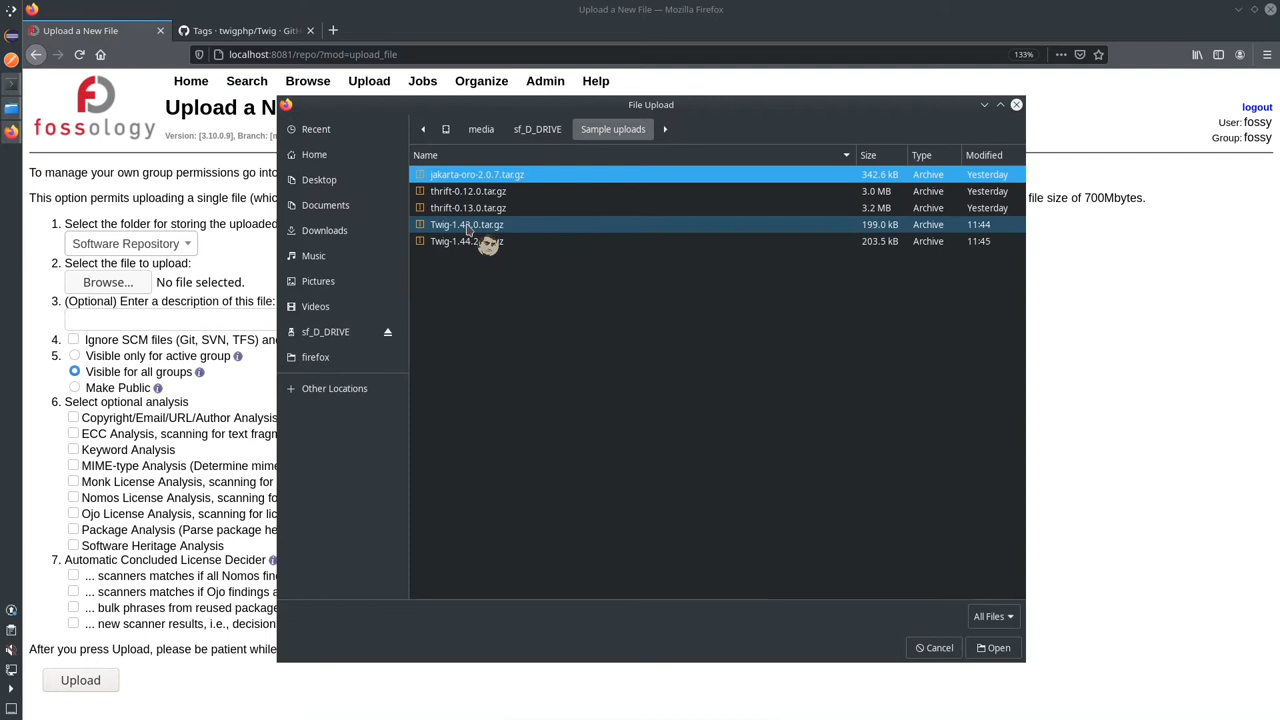 Upload a New File — Mozilla Firefox
Upload a New File
Tags · twigphp/Twig · GitH
localhost:8081/repo/?mod=upload_file
133%
Home Search Browse Upload Jobs Organize Admin Help
fossology
Upload a N
Version: [3.10.0.9], Branch: [n
logout
User: fossy
Group: fossy
To manage your own group permissions go into
This option permits uploading a single file (whic
file size of 700Mbytes.
1. Select the folder for storing the uploaded
Software Repository
2. Select the file to upload:
Browse... No file selected.
3. (Optional) Enter a description of this file:
4. Ignore SCM files (Git, SVN, TFS) an
5. Visible only for active group
Visible for all groups
Make Public
6. Select optional analysis
Copyright/Email/URL/Author Analysis
ECC Analysis, scanning for text fragm
Keyword Analysis
MIME-type Analysis (Determine mime
Monk License Analysis, scanning for
Nomos License Analysis, scanning fo
Ojo License Analysis, scanning for lic
Package Analysis (Parse package he
Software Heritage Analysis
7. Automatic Concluded License Decider
... scanners matches if all Nomos find
... scanners matches if Ojo findings a
... bulk phrases from reused package
... new scanner results, i.e., decision
After you press Upload, please be patient while
Upload
File Upload
Recent
Home
Desktop
Documents
Downloads
Music
Pictures
Videos
sf_D_DRIVE
firefox
Other Locations
media sf_D_DRIVE Sample uploads
Name Size Type Modified
jakarta-oro-2.0.7.tar.gz 342.6 kB Archive Yesterday
thrift-0.12.0.tar.gz 3.0 MB Archive Yesterday
thrift-0.13.0.tar.gz 3.2 MB Archive Yesterday
Twig-1.43.0.tar.gz 199.0 kB Archive 11:44
Twig-1.44.2 203.5 kB Archive 11:45
All Files
Cancel Open